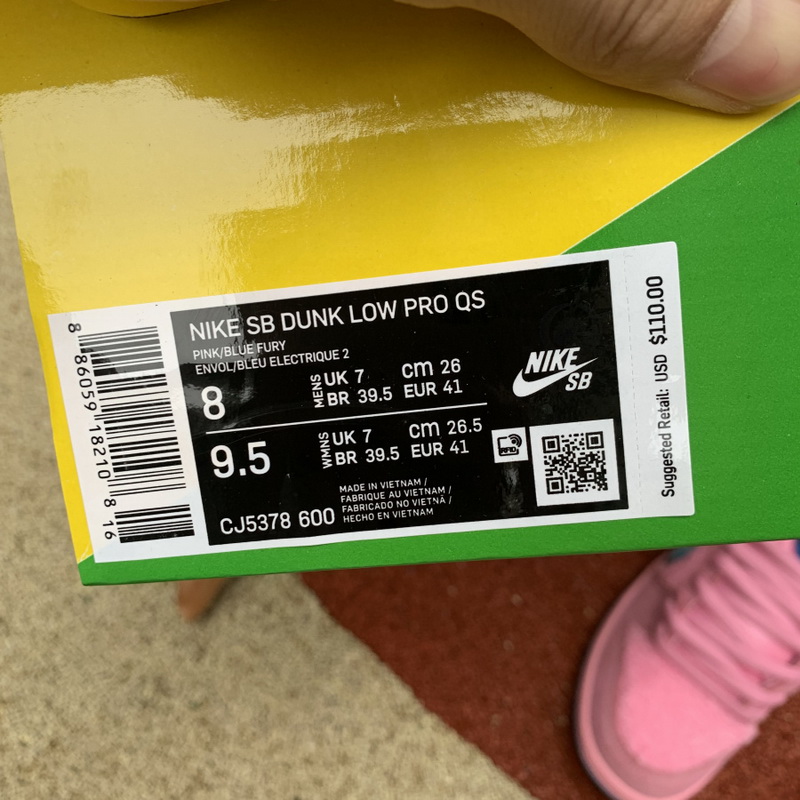 8 86059 18210 8 16
NIKE SB DUNK LOW PRO QS
PINK/BLUE FURY
ENVOL/BLEU ELECTRIQUE 2
8 MENS UK 7 cm 26
BR 39.5 EUR 41
9.5 WMNS UK 7 cm 26.5
BR 39.5 EUR 41
CJ5378 600
MADE IN VIETNAM /
FABRIQUE AU VIETNAM /
FABRICADO NO VIETNÃ /
HECHO EN VIETNAM
NIKE
SB
Suggested Retail: USD $110.00